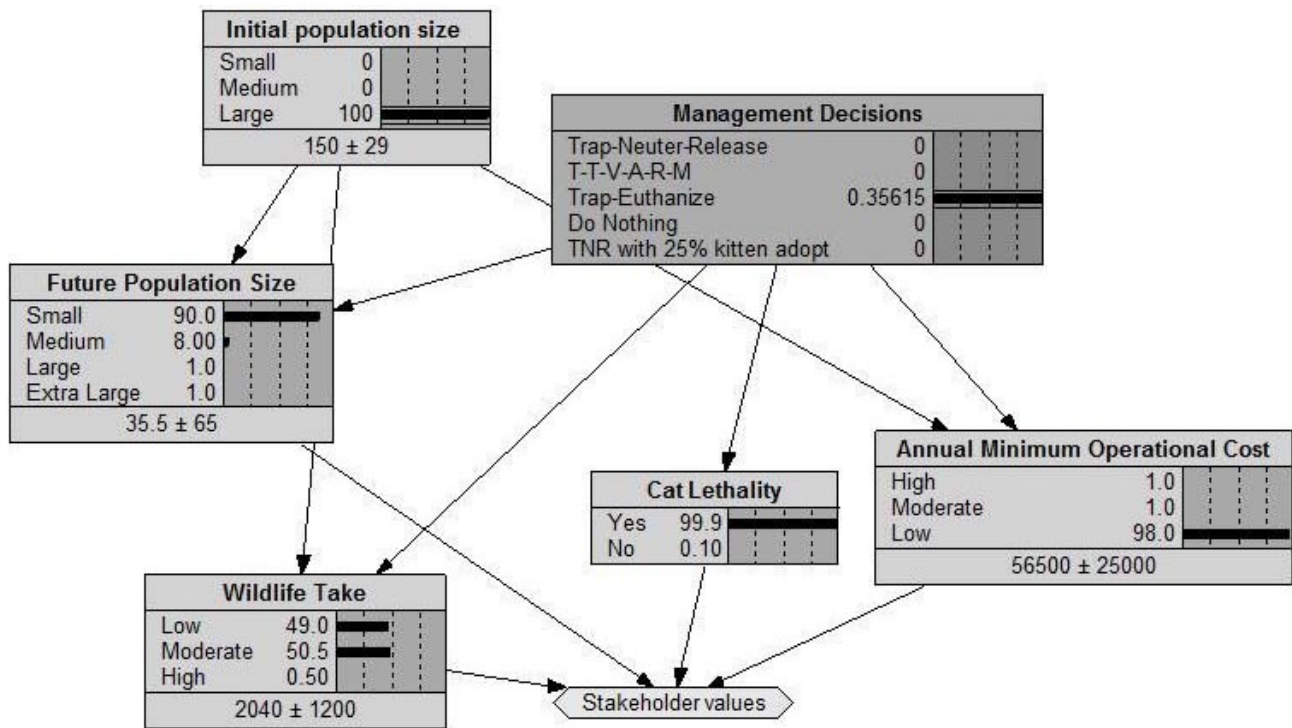 Initial population size
Small 0
Medium 0
Large 100
150 ± 29
Management Decisions
Trap-Neuter-Release 0
T-T-V-A-R-M 0
Trap-Euthanize 0.35615
Do Nothing 0
TNR with 25% kitten adopt 0
Future Population Size
Small 90.0
Medium 8.00
Large 1.0
Extra Large 1.0
35.5 ± 65
Annual Minimum Operational Cost
High 1.0
Moderate 1.0
Low 98.0
56500 ± 25000
Cat Lethality
Yes 99.9
No 0.10
Wildlife Take
Low 49.0
Moderate 50.5
High 0.50
2040 ± 1200
Stakeholder values